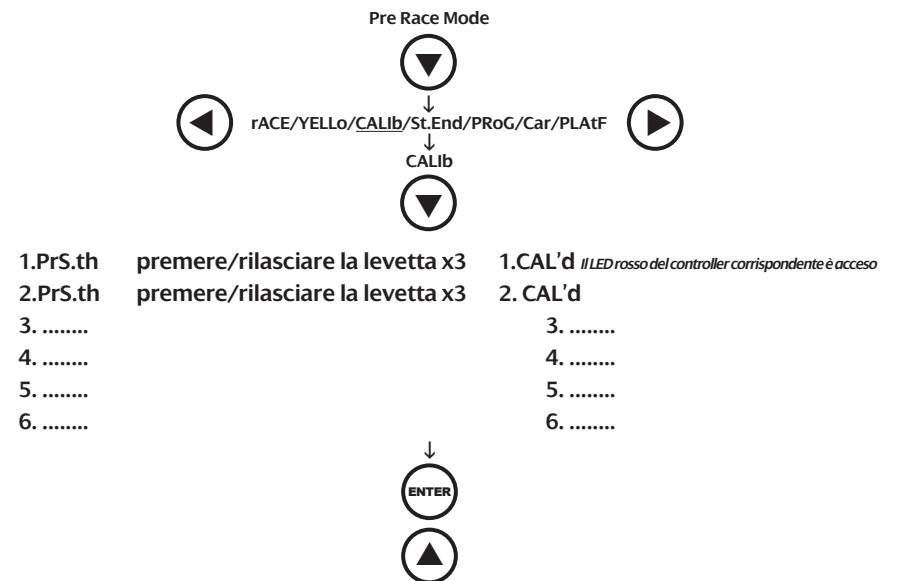 Pre Race Mode
rACE/YELLo/CALIb/St.End/PRoG/Car/PLAtF
CALIb
1.PrS.th premere/rilasciare la levetta x3 1.CAL'd Il LED rosso del controller corrispondente è acceso
2.PrS.th premere/rilasciare la levetta x3 2. CAL'd
3. ........ 3. ........
4. ........ 4. ........
5. ........ 5. ........
6. ........ 6. ........
ENTER